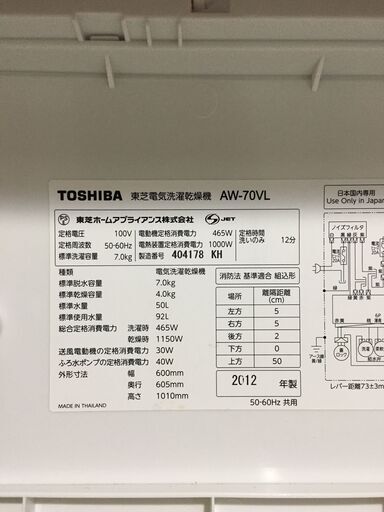 TOSHIBA 東芝電気洗濯乾燥機 AW-70VL
東芝ホームアプライアンス株式会社 JET
定格電圧 100V
定格周波数 50-60Hz
標準洗濯容量 7.0kg
電動機定格消費電力 465W
電熱装置定格消費電力 1000W
製造番号 404178 KH
定格時間
洗いのみ 12分
種類 電気洗濯乾燥機
標準脱水容量 7.0kg
標準乾燥容量 4.0kg
標準水量 50L
標準使用水量 92L
総合定格消費電力 洗濯時 465W
乾燥時 1150W
送風電動機の定格消費電力 30W
ふろ水ポンプの定格消費電力 40W
外形寸法 幅 600mm
奥行 605mm
高さ 1010mm
MADE IN THAILAND
消防法 基準適合 組込形
場所 離隔距離(cm)
左方 5
右方 5
後方 2
下方 0
上方 50
2012 年製
50-60Hz 共用
日本国内専用
Use Only in Japan
ノイズフィルタ
レバー距離73±3m